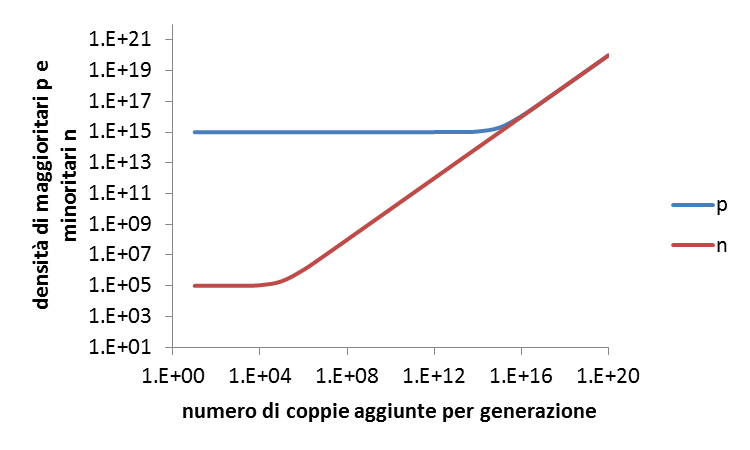 densità di maggioritari p e
minoritari n
1.E+21
1.E+19
1.E+17
1.E+15
1.E+13
1.E+11
1.E+09
1.E+07
1.E+05
1.E+03
1.E+01
1.E+00 1.E+04 1.E+08 1.E+12 1.E+16 1.E+20
numero di coppie aggiunte per generazione
p
n